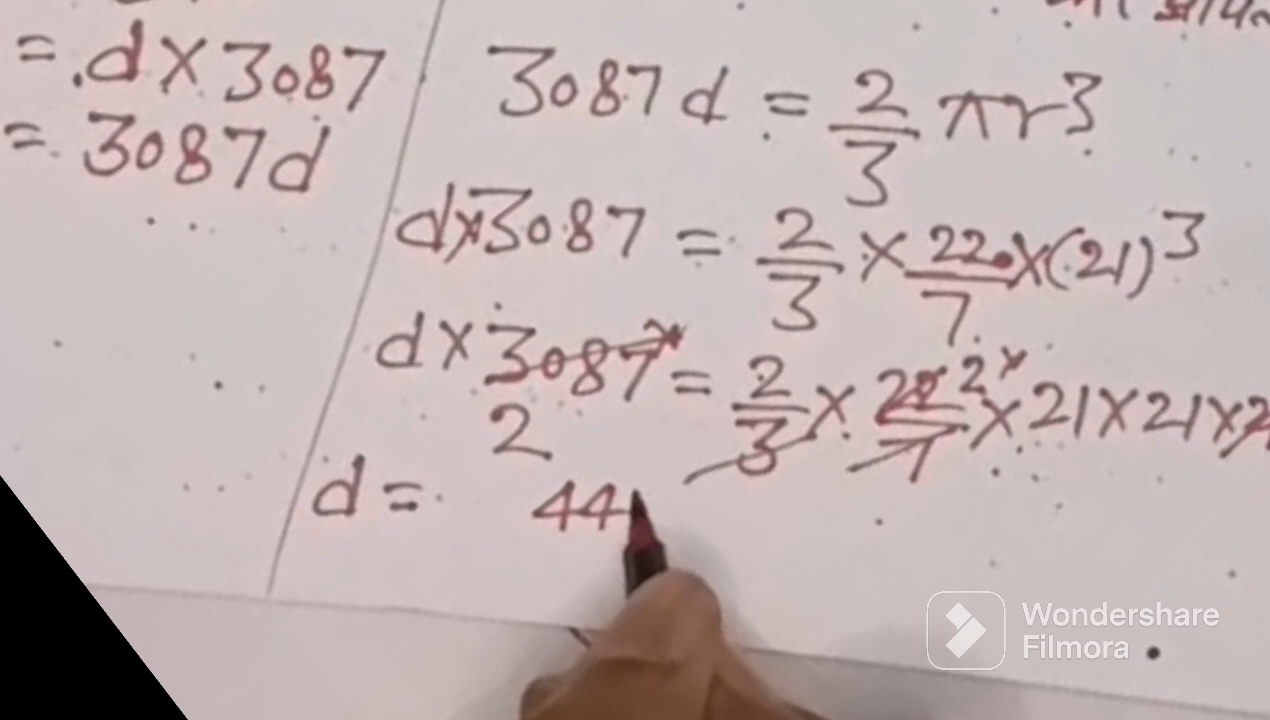 = d × 3087
= 3087d
3087 d = 2/3 πr3
d×3087 = 2/3 × 22/7 × (21)3
d × 3087 = 2/3 × 22 2 × 21 × 21 ×
2
d = 44
Wondershare
Filmora